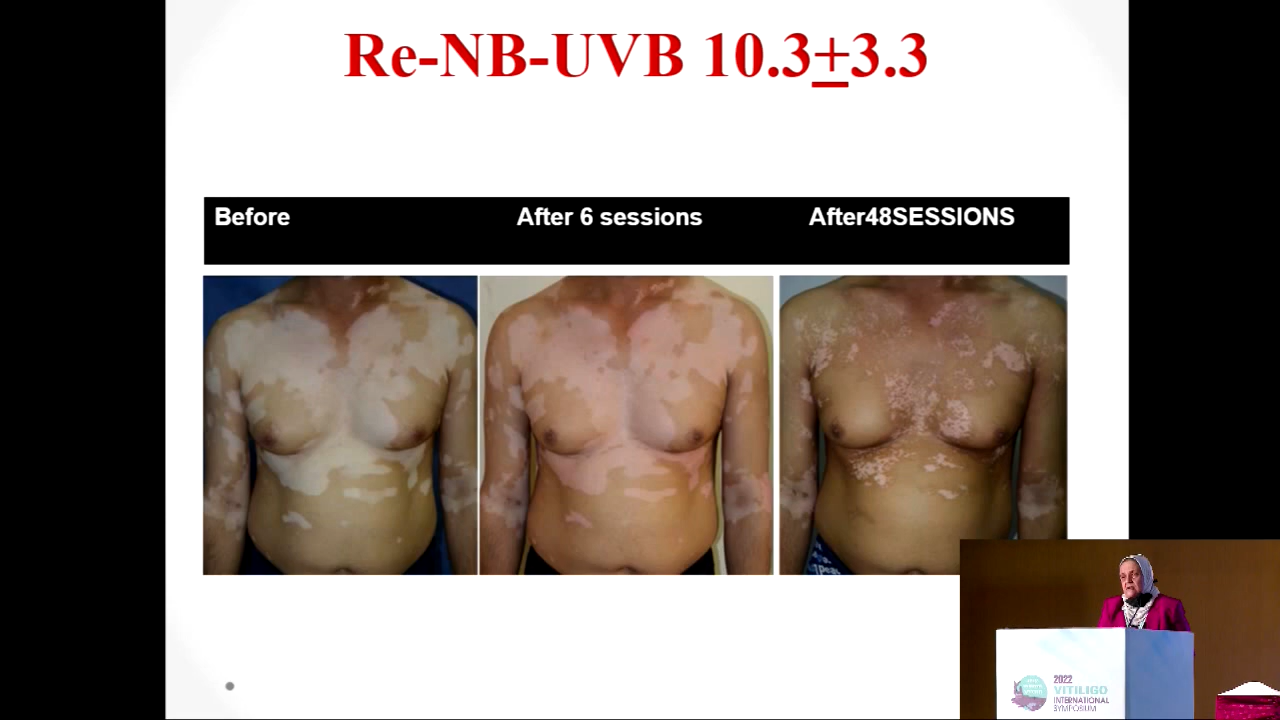 Re-NB-UVB 10.3+3.3
Before
After 6 sessions
After48SESSIONS
2022
VITILIGO
INTERNATIONAL
SYMPOSIUM